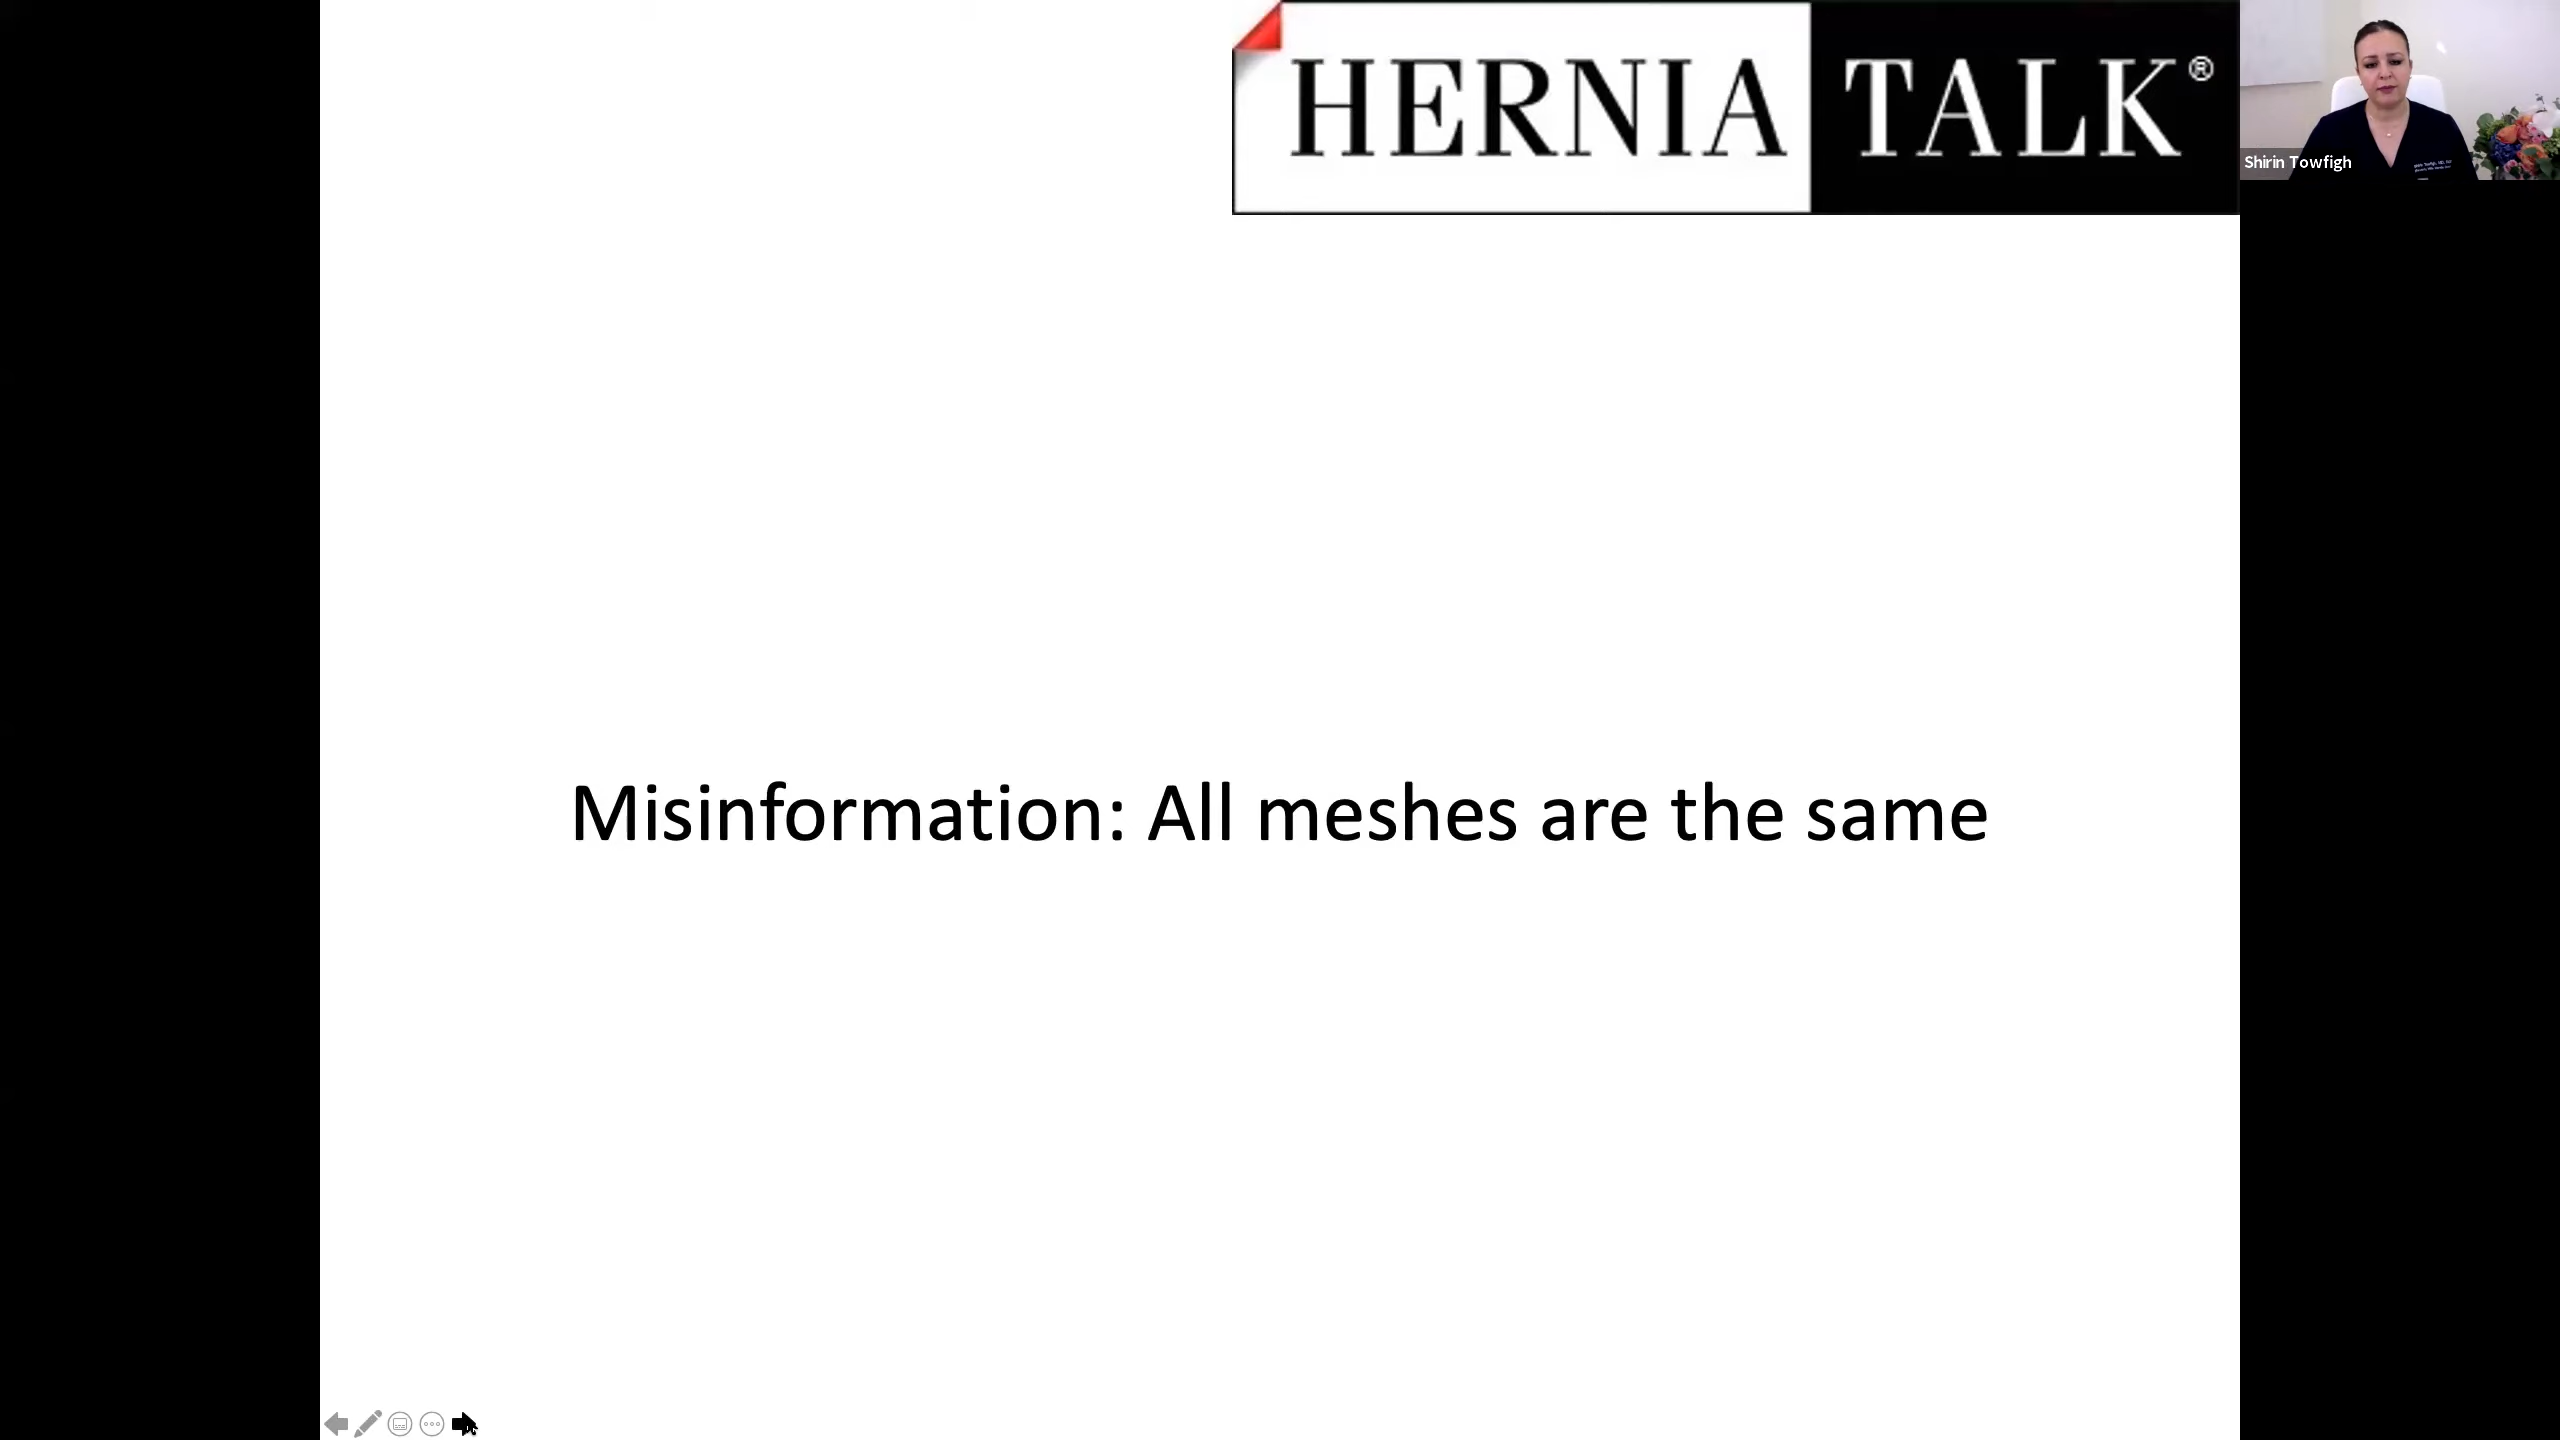 HERNIA TALK®
Shirin Towfigh
Misinformation: All meshes are the same